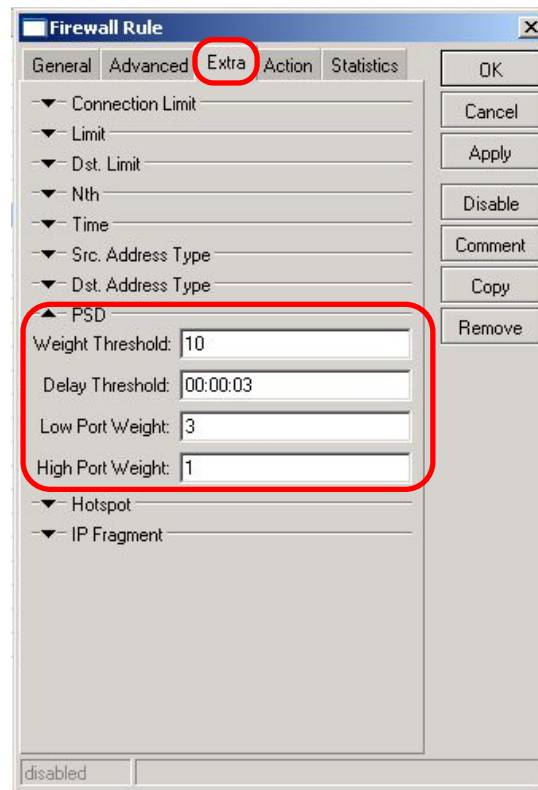 Firewall Rule
General Advanced Extra Action Statistics
OK
Cancel
Apply
Disable
Comment
Copy
Remove
Connection Limit
Limit
Dst. Limit
Nth
Time
Src. Address Type
Dst. Address Type
PSD
Weight Threshold: 10
Delay Threshold: 00:00:03
Low Port Weight: 3
High Port Weight: 1
Hotspot
IP Fragment
disabled